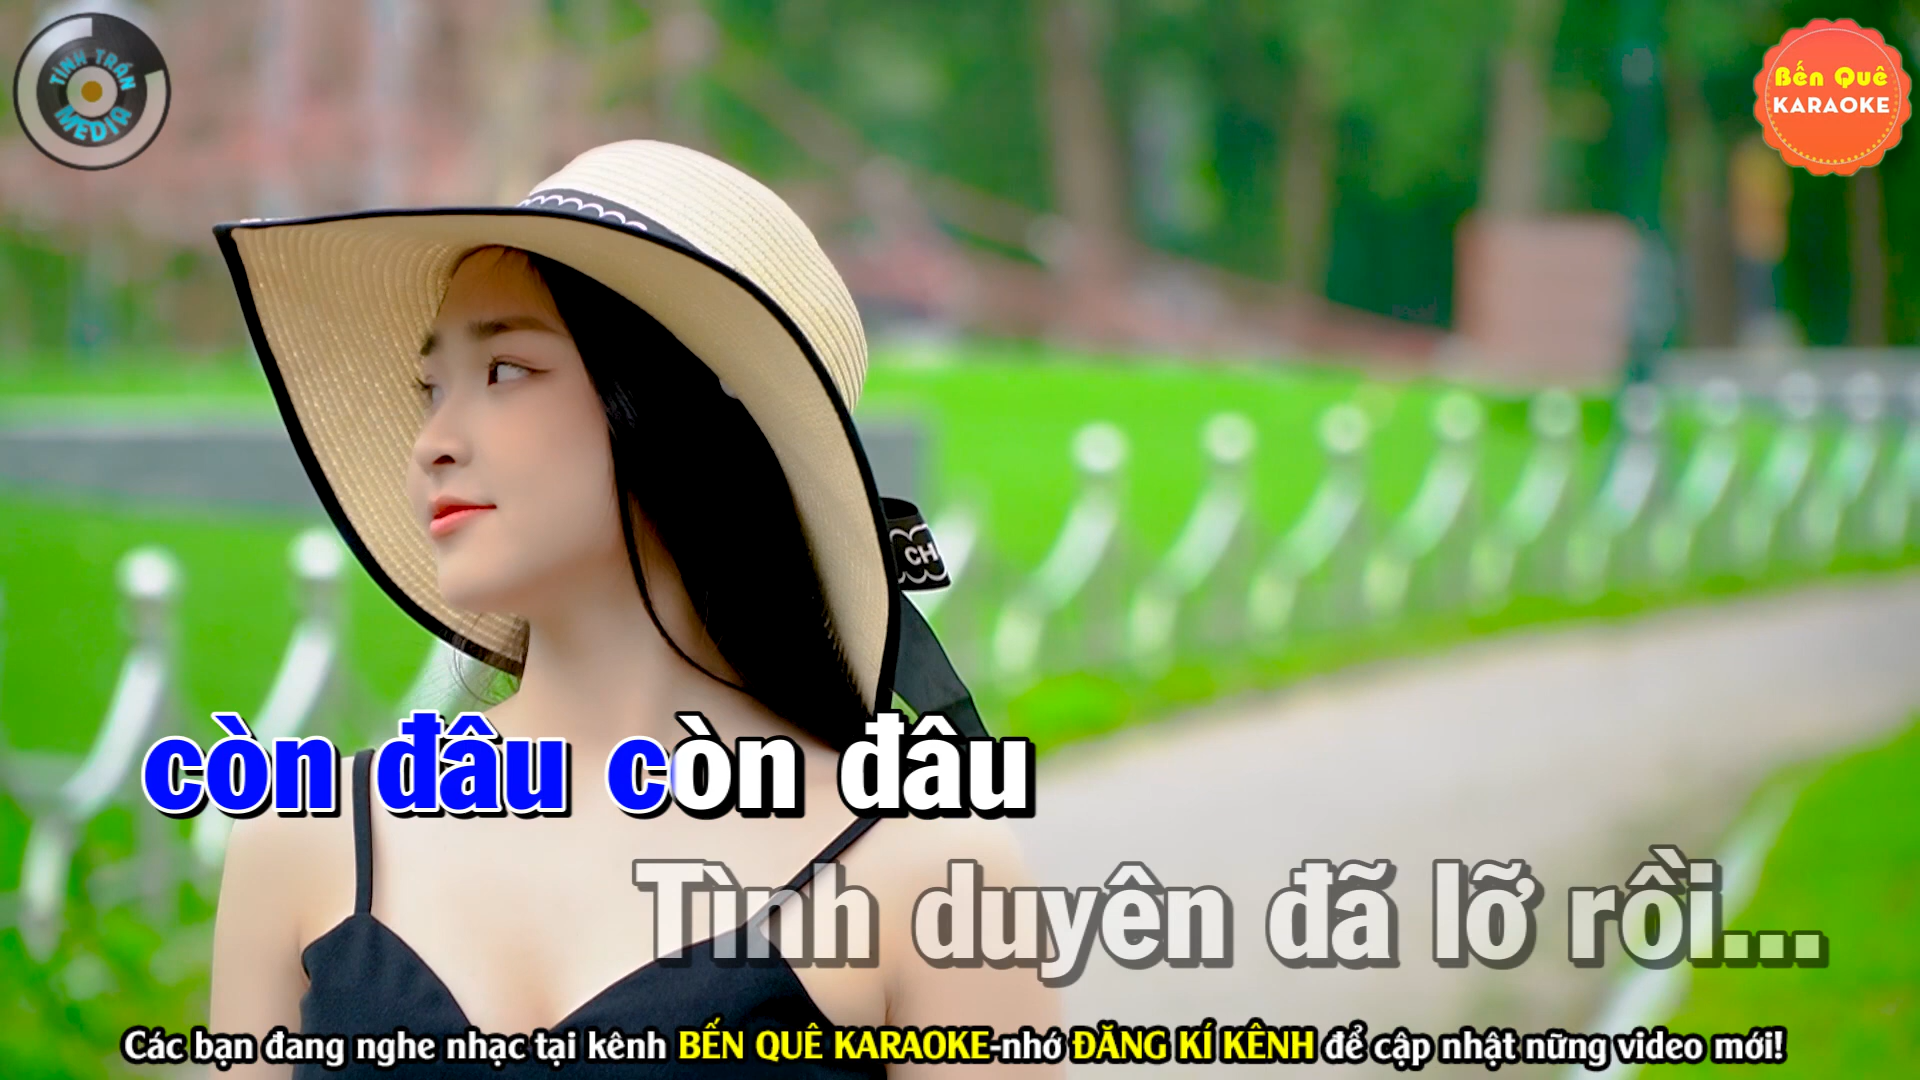 TÌNH TRẦN
MEDIA
Bến Quê
KARAOKE
CH
còn đâu còn đâu
Tình duyên đã lỡ rồi...
Các bạn đang nghe nhạc tại kênh BẾN QUÊ KARAOKE-nhớ ĐĂNG KÍ KÊNH để cập nhật nững video mới!